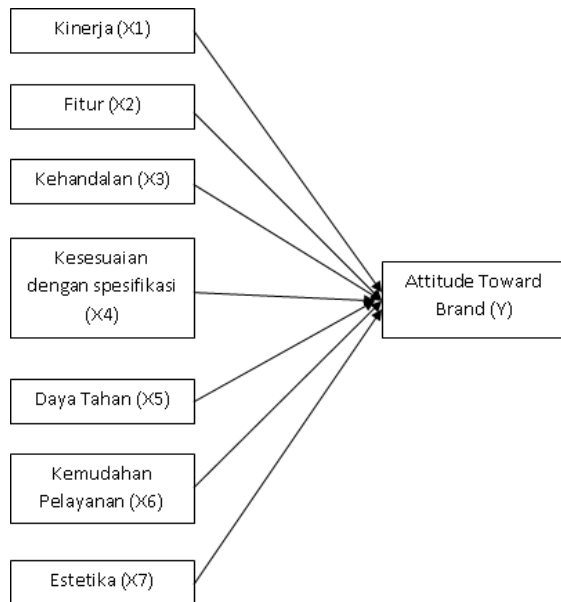 Kinerja (X1)
Fitur (X2)
Kehandalan (X3)
Kesesuaian
dengan spesifikasi
(X4)
Attitude Toward
Brand (Y)
Daya Tahan (X5)
Kemudahan
Pelayanan (X6)
Estetika (X7)